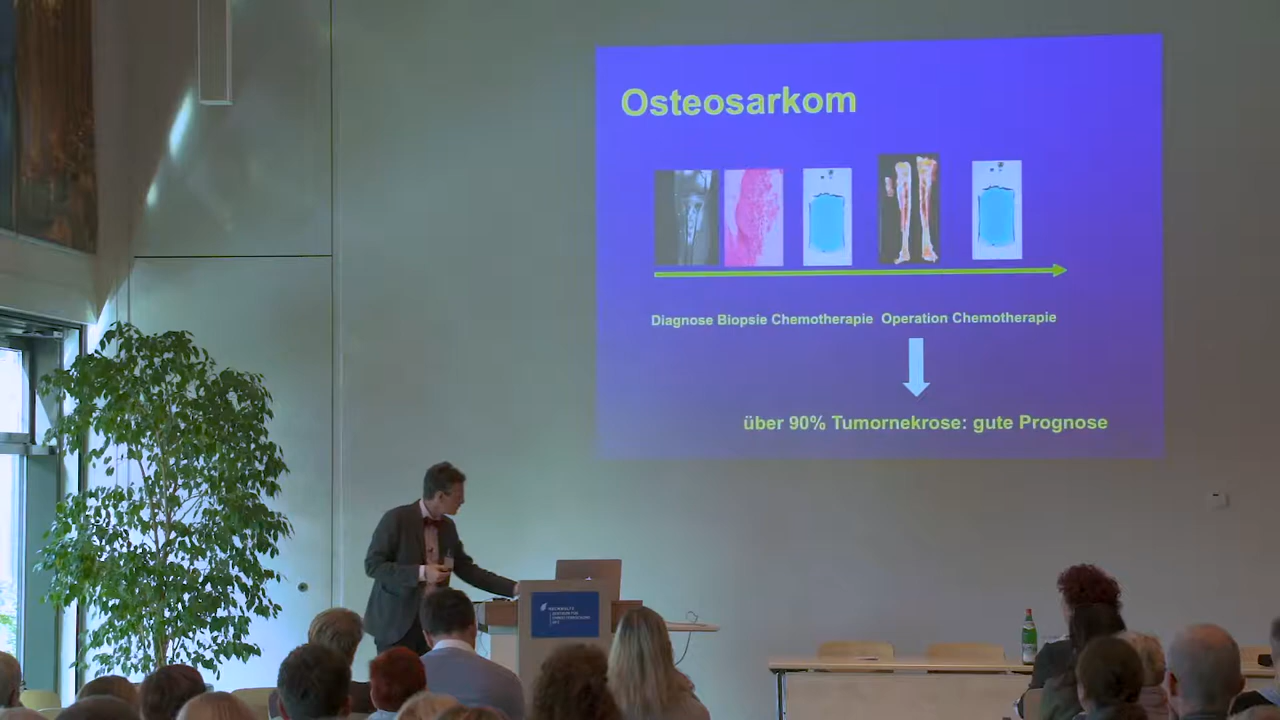 Osteosarkom
Diagnose Biopsie Chemotherapie Operation Chemotherapie
über 90% Tumornekrose: gute Prognose